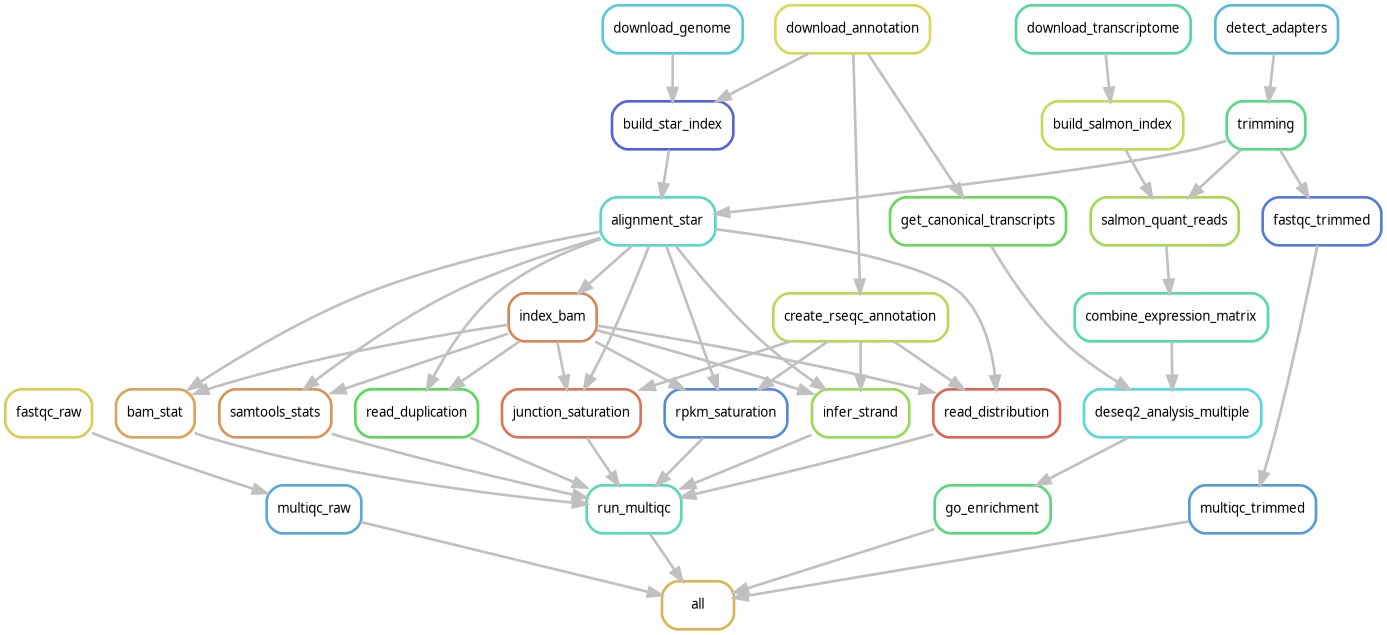 download_genome
download_annotation
download_transcriptome
detect_adapters
build_star_index
build_salmon_index
trimming
alignment_star
get_canonical_transcripts
salmon_quant_reads
fastqc_trimmed
index_bam
create_rseqc_annotation
combine_expression_matrix
fastqc_raw
bam_stat
samtools_stats
read_duplication
junction_saturation
rpkm_saturation
infer_strand
read_distribution
deseq2_analysis_multiple
multiqc_raw
run_multiqc
go_enrichment
multiqc_trimmed
all